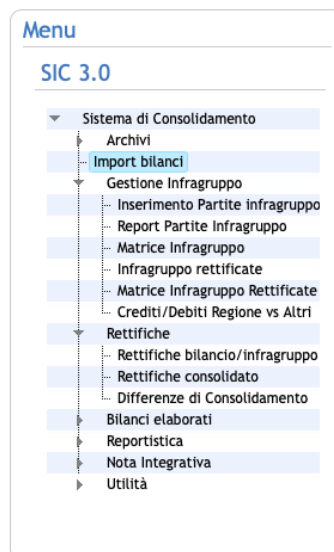 Menu
SIC 3.0
Sistema di Consolidamento
Archivi
Import bilanci
Gestione Infragruppo
Inserimento Partite infragruppo
Report Partite Infragruppo
Matrice Infragruppo
Infragruppo rettificate
Matrice Infragruppo Rettificate
Crediti/Debiti Regione vs Altri
Rettifiche
Rettifiche bilancio/infragruppo
Rettifiche consolidato
Differenze di Consolidamento
Bilanci elaborati
Reportistica
Nota Integrativa
Utilità